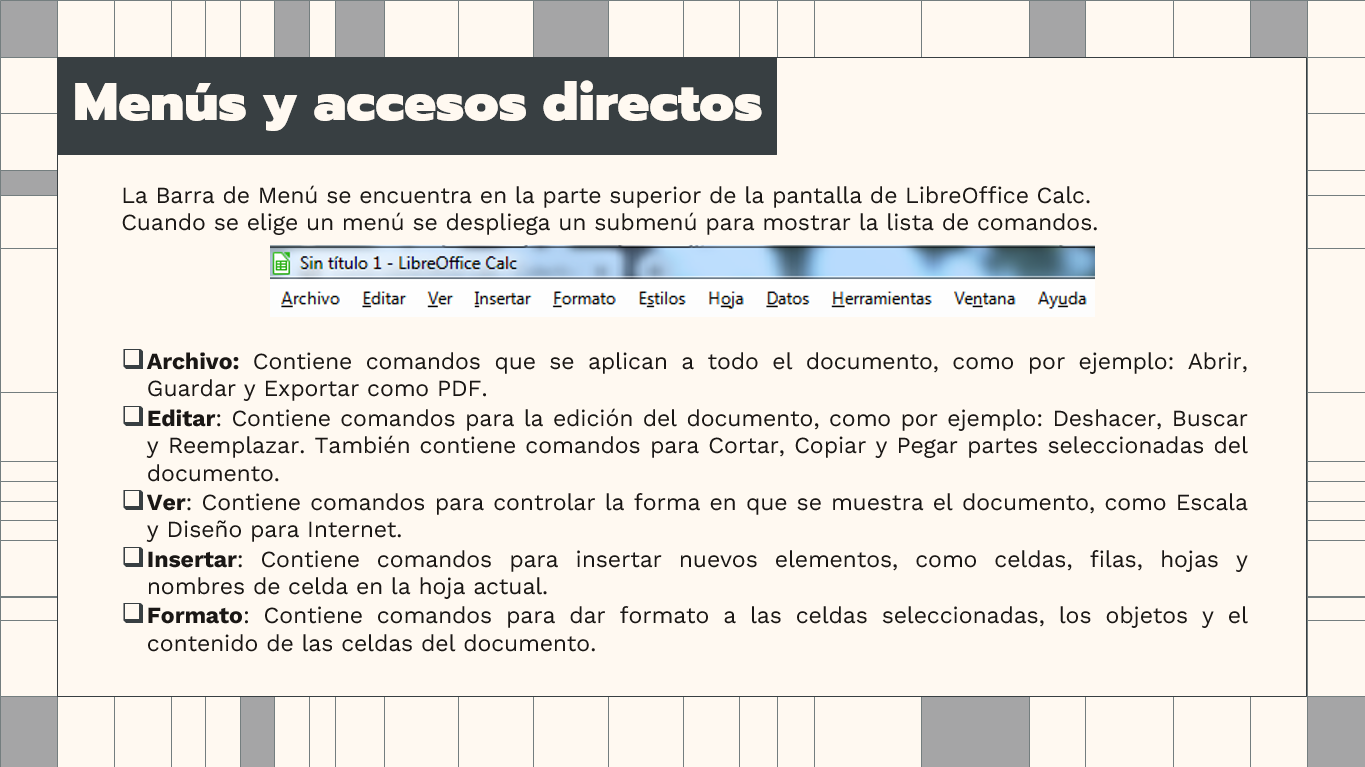 Menús y accesos directos
La Barra de Menú se encuentra en la parte superior de la pantalla de LibreOffice Calc.
Cuando se elige un menú se despliega un submenú para mostrar la lista de comandos.
Sin título 1 - LibreOffice Calc
Archivo Editar Ver Insertar Formato Estilos Hoja Datos Herramientas Ventana Ayuda
❑Archivo: Contiene comandos que se aplican a todo el documento, como por ejemplo: Abrir,
Guardar y Exportar como PDF.
❑Editar: Contiene comandos para la edición del documento, como por ejemplo: Deshacer, Buscar
y Reemplazar. También contiene comandos para Cortar, Copiar y Pegar partes seleccionadas del
documento.
❑Ver: Contiene comandos para controlar la forma en que se muestra el documento, como Escala
y Diseño para Internet.
❑Insertar: Contiene comandos para insertar nuevos elementos, como celdas, filas, hojas y
nombres de celda en la hoja actual.
❑Formato: Contiene comandos para dar formato a las celdas seleccionadas, los objetos y el
contenido de las celdas del documento.